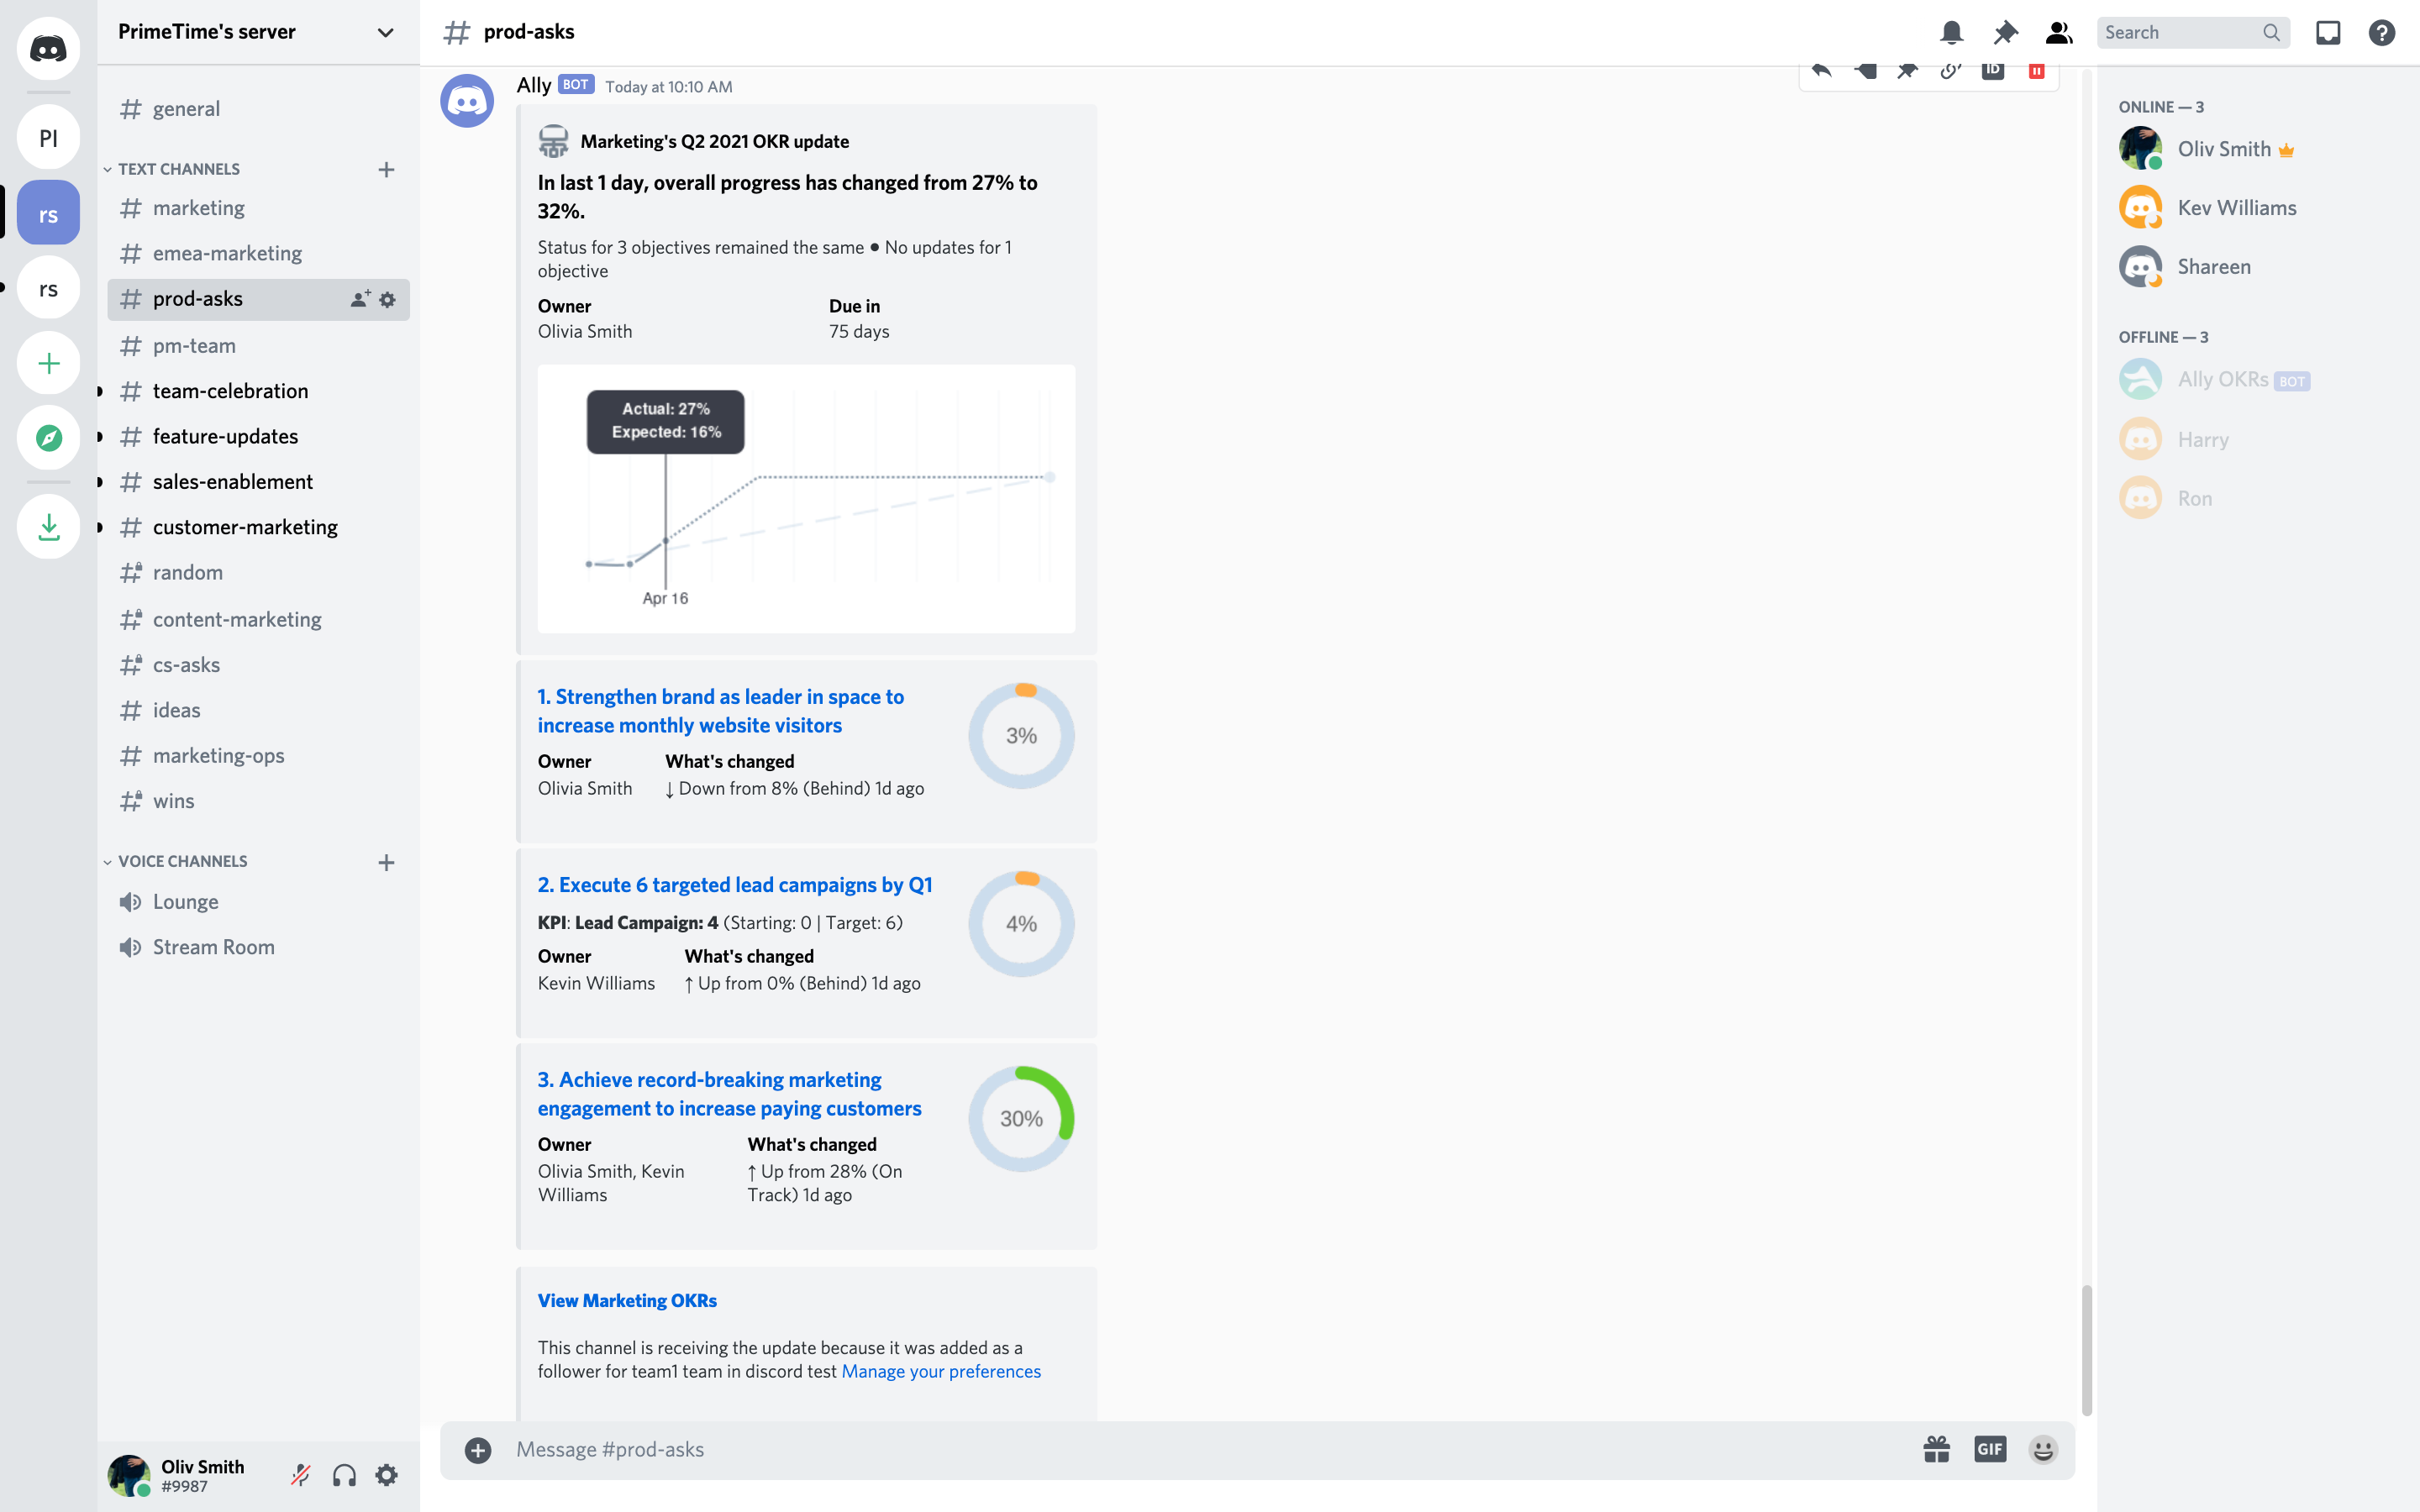 PrimeTime's server
PI
rs
rs
general
TEXT CHANNELS
marketing
emea-marketing
prod-asks
pm-team
team-celebration
feature-updates
sales-enablement
customer-marketing
random
content-marketing
cs-asks
ideas
marketing-ops
wins
VOICE CHANNELS
Lounge
Stream Room
Oliv Smith
#9987
# prod-asks
Search
ID
Ally BOT Today at 10:10 AM
Marketing's Q2 2021 OKR update
In last 1 day, overall progress has changed from 27% to
32%.
Status for 3 objectives remained the same • No updates for 1
objective
Owner
Olivia Smith
Due in
75 days
Actual: 27%
Expected: 16%
Apr 16
1. Strengthen brand as leader in space to
increase monthly website visitors
3%
Owner
Olivia Smith
What's changed
↓ Down from 8% (Behind) 1d ago
2. Execute 6 targeted lead campaigns by Q1
KPI: Lead Campaign: 4 (Starting: 0 | Target: 6)
4%
Owner
Kevin Williams
What's changed
↑ Up from 0% (Behind) 1d ago
3. Achieve record-breaking marketing
engagement to increase paying customers
30%
Owner
Olivia Smith, Kevin
Williams
What's changed
↑ Up from 28% (On
Track) 1d ago
View Marketing OKRs
This channel is receiving the update because it was added as a
follower for team1 team in discord test Manage your preferences
Message #prod-asks
GIF
ONLINE — 3
Oliv Smith
Kev Williams
Shareen
OFFLINE — 3
Ally OKRs BOT
Harry
Ron